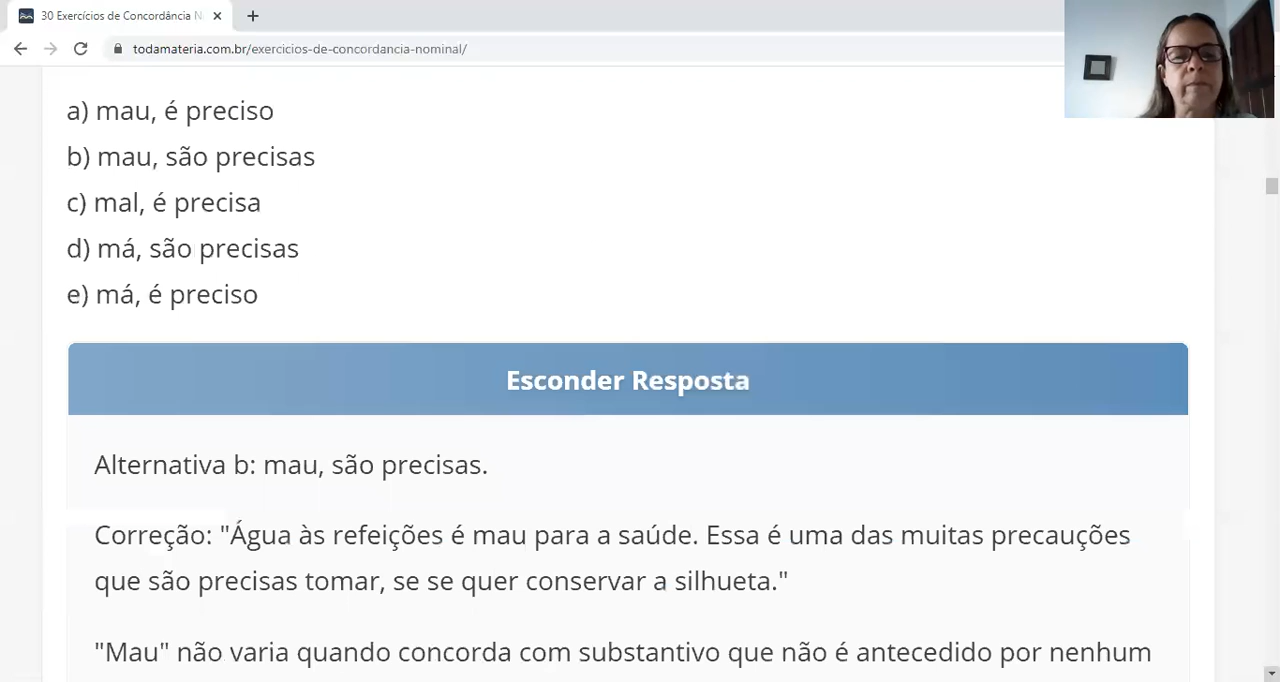 30 Exercícios de Concordância N
todamateria.com.br/exercicios-de-concordancia-nominal/
a) mau, é preciso
b) mau, são precisas
c) mal, é precisa
d) má, são precisas
e) má, é preciso
Esconder Resposta
Alternativa b: mau, são precisas.
Correção: "Água às refeições é mau para a saúde. Essa é uma das muitas precauções
que são precisas tomar, se se quer conservar a silhueta."
"Mau" não varia quando concorda com substantivo que não é antecedido por nenhum